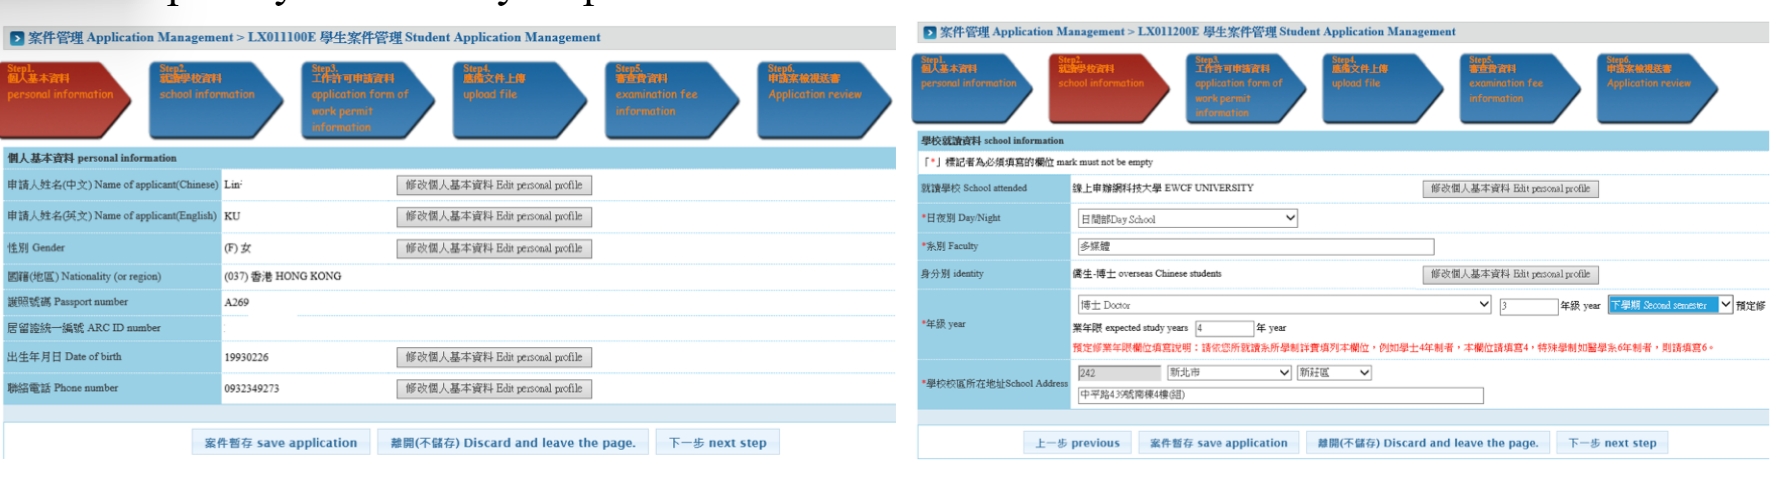 案件管理 Application Management > LX011100E 學生案件管理 Student Application Management
Step1.
個人基本資料
personal information
Step2.
就讀學校資料
school information
Step3.
工作許可申請資料
application form of
work permit
information
Step4.
應備文件上傳
upload file
Step5.
審查費資料
examination fee
information
Step6.
申請案檢視送審
Application review
個人基本資料 personal information
申請人姓名(中文) Name of applicant(Chinese) Lin 修改個人基本資料 Edit personal profile
申請人姓名(英文) Name of applicant(English) KU 修改個人基本資料 Edit personal profile
性別 Gender (F) 女 修改個人基本資料 Edit personal profile
國籍(地區) Nationality (or region) (037) 香港 HONG KONG
護照號碼 Passport number A269
居留證統一編號 ARC ID number
出生年月日 Date of birth 19930226 修改個人基本資料 Edit personal profile
聯絡電話 Phone number 0932349273 修改個人基本資料 Edit personal profile
案件暫存 save application 離開(不儲存) Discard and leave the page. 下一步 next step
案件管理 Application Management > LX011200E 學生案件管理 Student Application Management
Step1.
個人基本資料
personal information
Step2.
就讀學校資料
school information
Step3.
工作許可申請資料
application form of
work permit
information
Step4.
應備文件上傳
upload file
Step5.
審查費資料
examination fee
information
Step6.
申請案檢視送審
Application review
學校就讀資料 school information
「*」標記者為必須填寫的欄位 mark must not be empty
就讀學校 School attended 線上申辦網科技大學 EWCF UNIVERSITY 修改個人基本資料 Edit personal profile
*日夜別 Day/Night 日間部Day School
*系別 Faculty 多媒體
身分別 identity 僑生-博士 overseas Chinese students 修改個人基本資料 Edit personal profile
*年級 year 博士 Doctor 3 年級 year 下學期 Second semester 預定修
業年限 expected study years 4 年 year
預定修業年限欄位填寫說明：請依您所就讀系所學制詳實填列本欄位，例如學士4年制者，本欄位請填寫4，特殊學制如醫學系6年制者，則請填寫6。
*學校校區所在地址School Address 242 新北市 新莊區
中平路439號南棟4樓(超)
上一步 previous 案件暫存 save application 離開(不儲存) Discard and leave the page. 下一步 next step